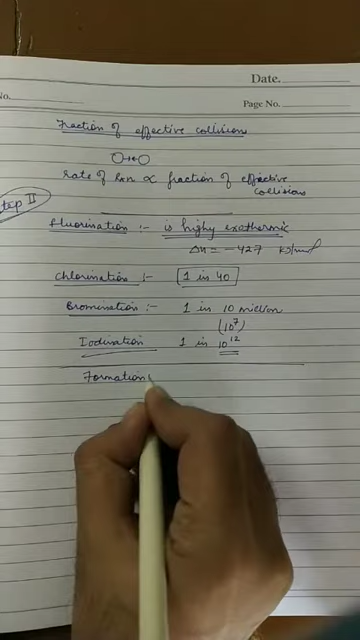 Date.
No.
Page No.
Fraction of effective collision
rate of rxn ∝ fraction of effective
collisions
Step II
Fluorination :- is highly exothermic
ΔH = -427 kJ/mol
Chlorination :- 1 in 40
Bromination :- 1 in 10 million
(10⁷)
Iodination 1 in 10¹²
Formation